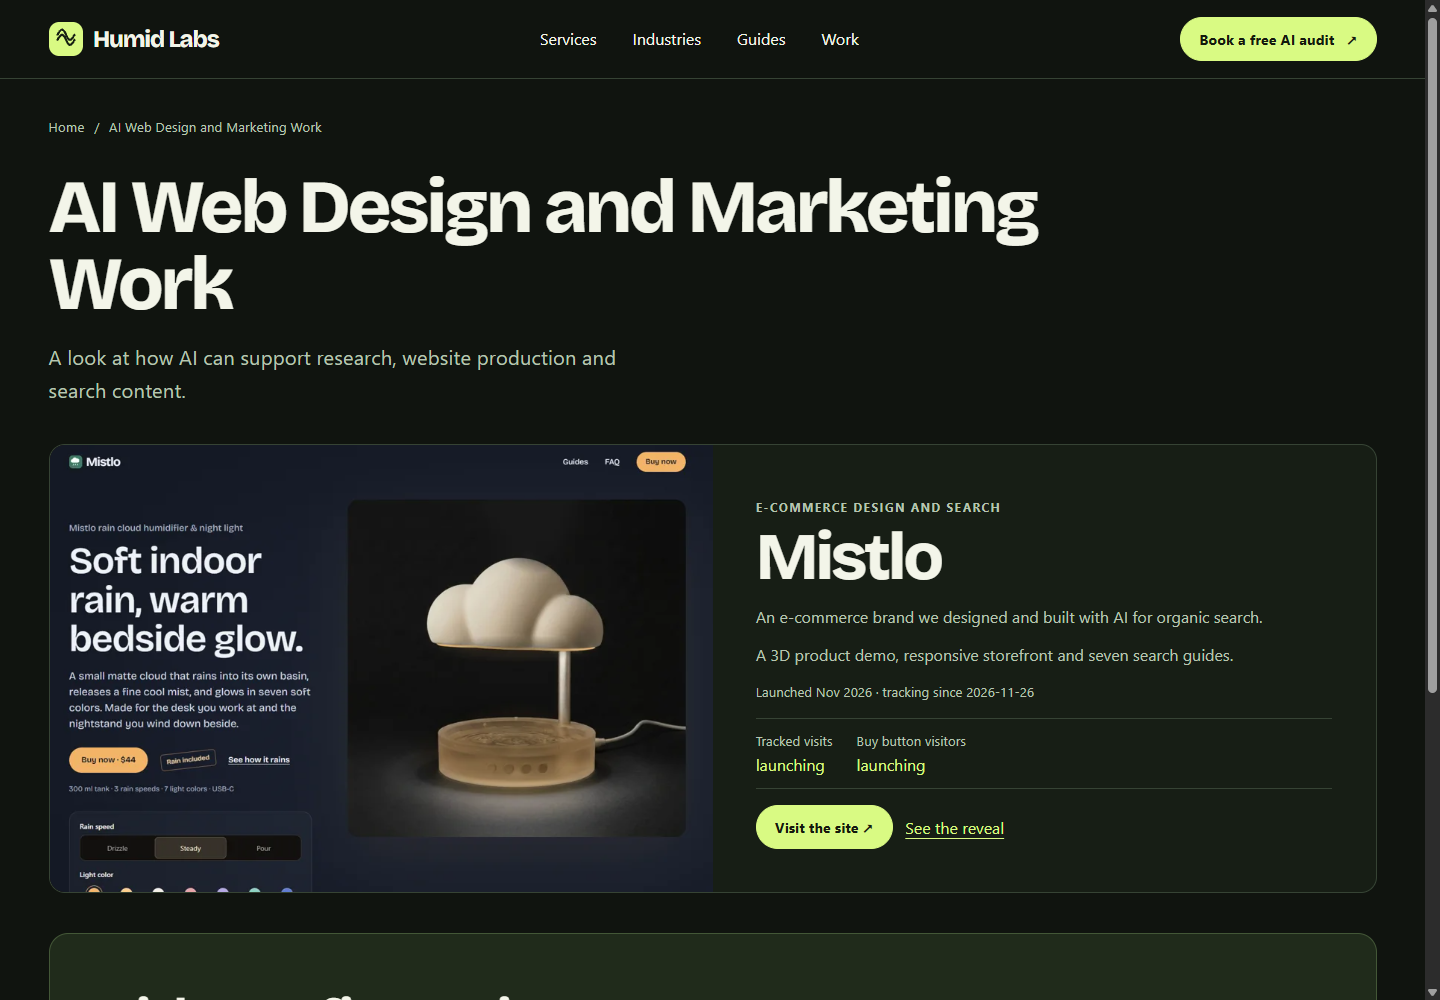 Humid Labs
Services
Industries
Guides
Work
Book a free AI audit ↗
Home / AI Web Design and Marketing Work
AI Web Design and Marketing
Work
A look at how AI can support research, website production and
search content.
Mistlo
Guides
FAQ
Buy now
Mistlo rain cloud humidifier & night light
Soft indoor
rain, warm
bedside glow.
A small matte cloud that rains into its own basin,
releases a fine cool mist, and glows in seven soft
colors. Made for the desk you work at and the
nightstand you wind down beside.
Buy now · $44
Rain included
See how it rains
300 ml tank · 3 rain speeds · 7 light colors · USB-C
Rain speed
Drizzle
Steady
Pour
Light color
E-COMMERCE DESIGN AND SEARCH
Mistlo
An e-commerce brand we designed and built with AI for organic search.
A 3D product demo, responsive storefront and seven search guides.
Launched Nov 2026 · tracking since 2026-11-26
Tracked visits
launching
Buy button visitors
launching
Visit the site ↗
See the reveal